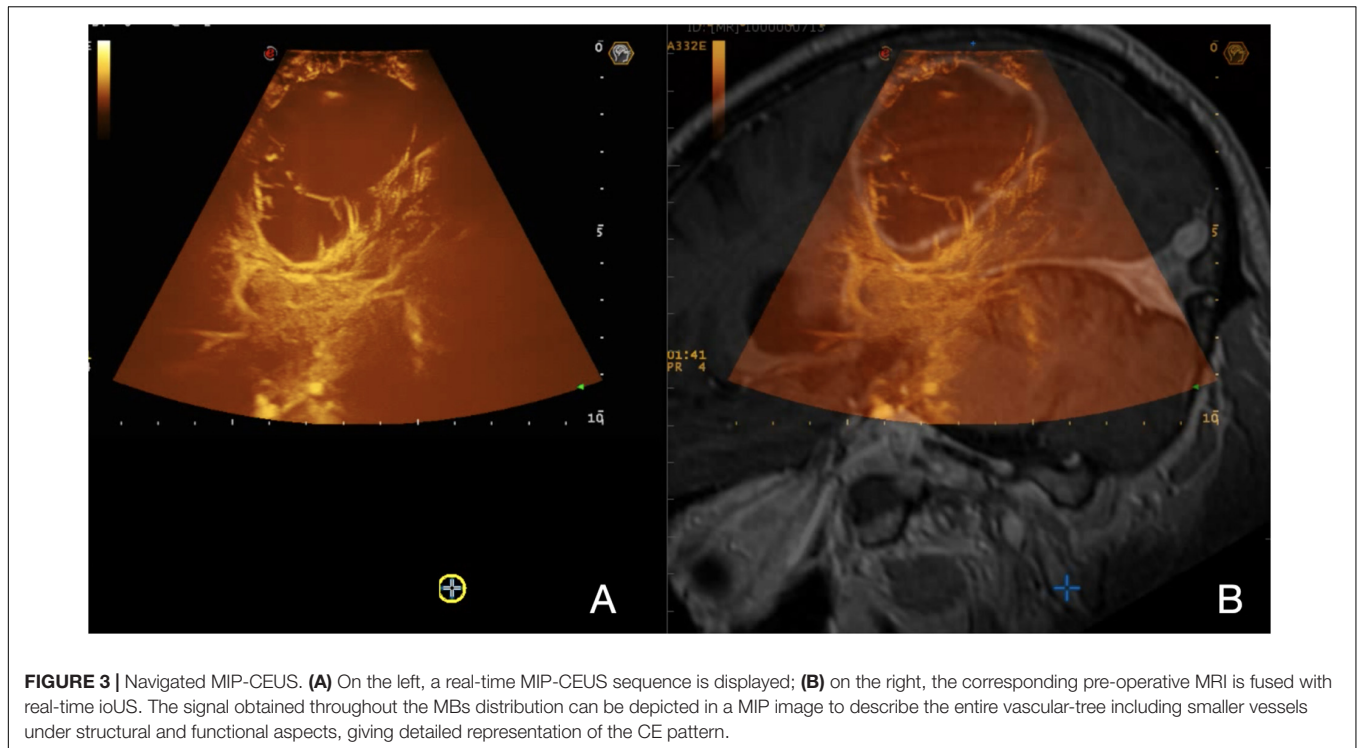 ID:[MR]-1000000713
E
0
A332E
0
5
5
01:41
PR 4
10
10
A
B
FIGURE 3 | Navigated MIP-CEUS. (A) On the left, a real-time MIP-CEUS sequence is displayed; (B) on the right, the corresponding pre-operative MRI is fused with
real-time ioUS. The signal obtained throughout the MBs distribution can be depicted in a MIP image to describe the entire vascular-tree including smaller vessels
under structural and functional aspects, giving detailed representation of the CE pattern.